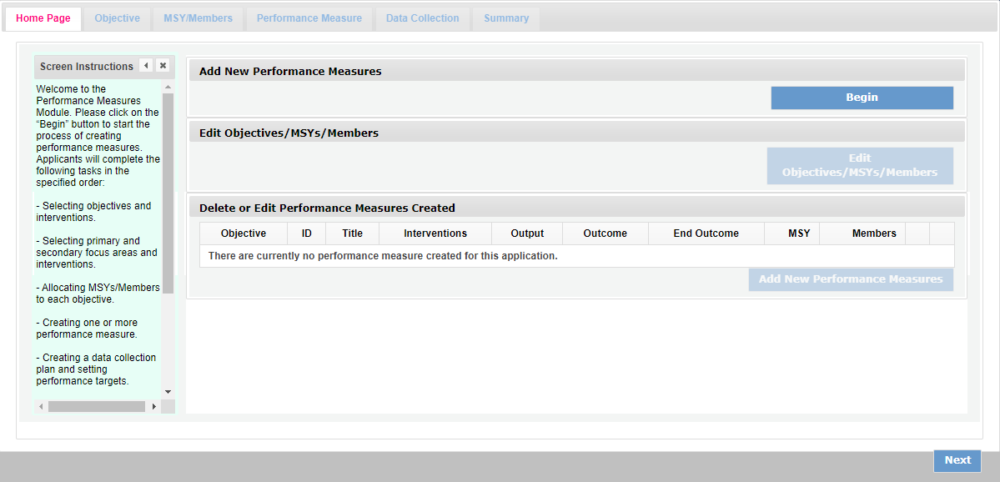 Home Page
Objective
MSY/Members
Performance Measure
Data Collection
Summary
Screen Instructions
Welcome to the
Performance Measures
Module. Please click on the
“Begin” button to start the
process of creating
performance measures.
Applicants will complete the
following tasks in the
specified order:
- Selecting objectives and
interventions.
- Selecting primary and
secondary focus areas and
interventions.
- Allocating MSYs/Members
to each objective.
- Creating one or more
performance measure.
- Creating a data collection
plan and setting
performance targets.
Add New Performance Measures
Begin
Edit Objectives/MSYs/Members
Edit
Objectives/MSYs/Members
Delete or Edit Performance Measures Created
Objective ID Title Interventions Output Outcome End Outcome MSY Members
There are currently no performance measure created for this application.
Add New Performance Measures
Next